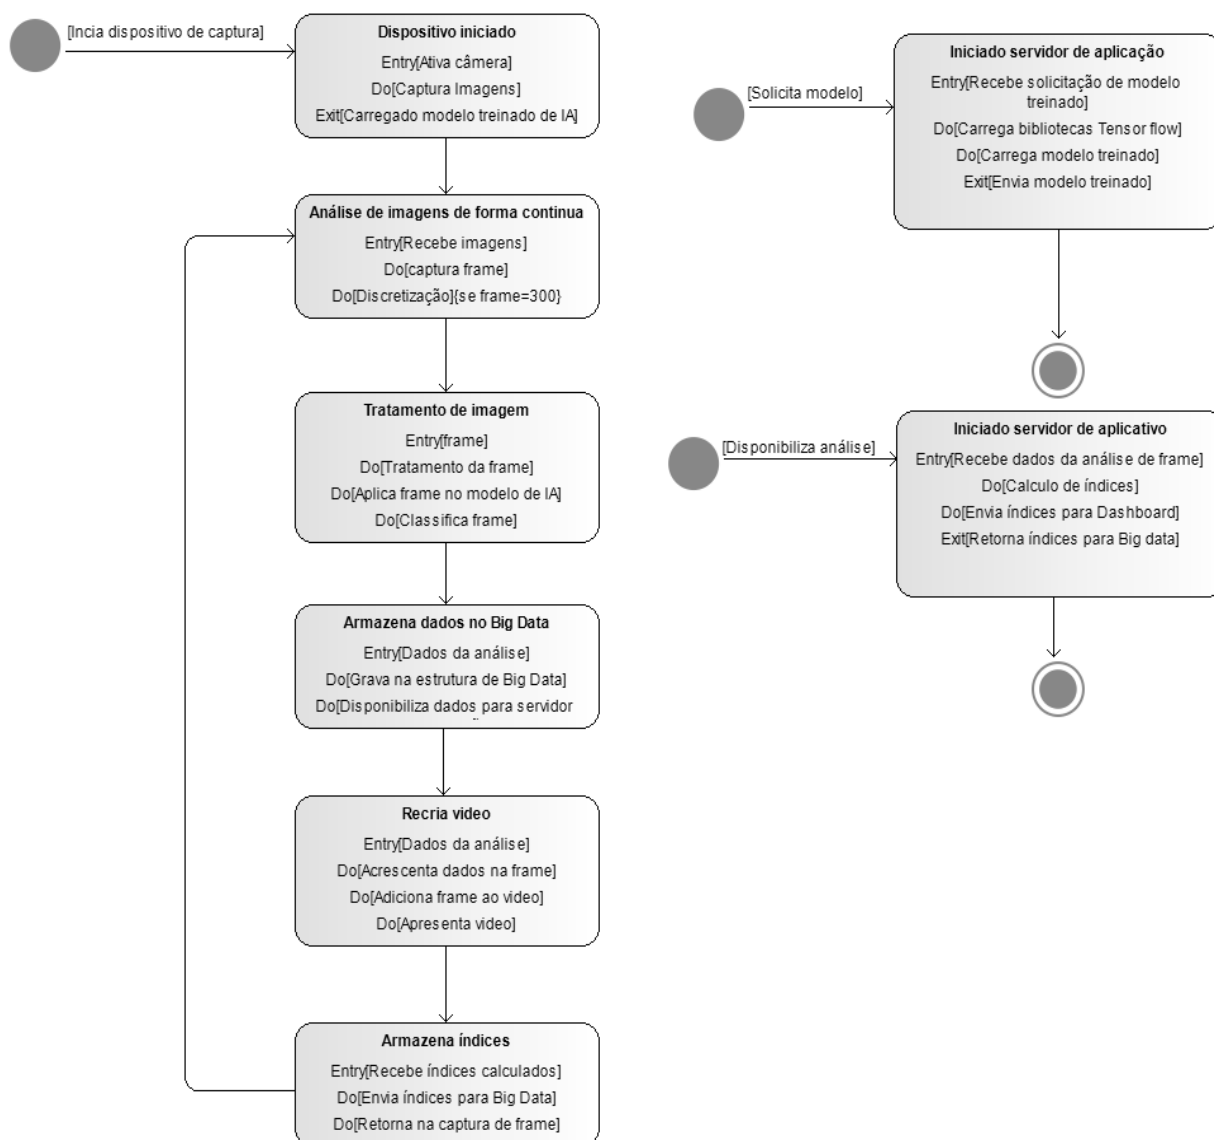 [Incia dispositivo de captura]
Dispositivo iniciado
Entry[Ativa câmera]
Do[Captura Imagens]
Exit[Carregado modelo treinado de IA]
Análise de imagens de forma continua
Entry[Recebe imagens]
Do[captura frame]
Do[Discretização]{se frame=300}
Tratamento de imagem
Entry[frame]
Do[Tratamento da frame]
Do[Aplica frame no modelo de IA]
Do[Classifica frame]
Armazena dados no Big Data
Entry[Dados da análise]
Do[Grava na estrutura de Big Data]
Do[Disponibiliza dados para servidor
Recria video
Entry[Dados da análise]
Do[Acrescenta dados na frame]
Do[Adiciona frame ao video]
Do[Apresenta video]
Armazena índices
Entry[Recebe índices calculados]
Do[Envia índices para Big Data]
Do[Retorna na captura de frame]
[Solicita modelo]
Iniciado servidor de aplicação
Entry[Recebe solicitação de modelo
treinado]
Do[Carrega bibliotecas Tensor flow]
Do[Carrega modelo treinado]
Exit[Envia modelo treinado]
[Disponibiliza análise]
Iniciado servidor de aplicativo
Entry[Recebe dados da análise de frame]
Do[Calculo de índices]
Do[Envia índices para Dashboard]
Exit[Retorna índices para Big data]